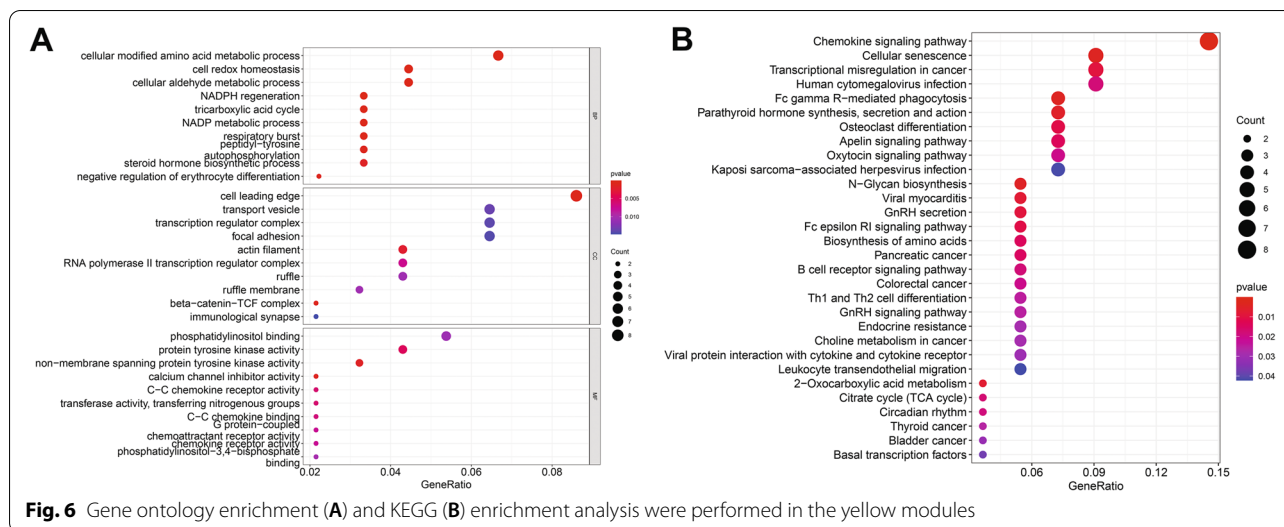 A
cellular modified amino acid metabolic process
cell redox homeostasis
cellular aldehyde metabolic process
NADPH regeneration
tricarboxylic acid cycle
NADP metabolic process
respiratory burst
peptidyl-tyrosine
autophosphorylation
steroid hormone biosynthetic process
negative regulation of erythrocyte differentiation
BP
cell leading edge
transport vesicle
transcription regulator complex
focal adhesion
actin filament
RNA polymerase II transcription regulator complex
ruffle
ruffle membrane
beta-catenin-TCF complex
immunological synapse
CC
phosphatidylinositol binding
protein tyrosine kinase activity
non-membrane spanning protein tyrosine kinase activity
calcium channel inhibitor activity
C-C chemokine receptor activity
transferase activity, transferring nitrogenous groups
C-C chemokine binding
G protein-coupled
chemoattractant receptor activity
chemokine receptor activity
phosphatidylinositol-3,4-bisphosphate
binding
MF
0.02 0.04 0.06 0.08
GeneRatio
pvalue
0.005
0.010
Count
2
3
4
5
6
7
8
B
Chemokine signaling pathway
Cellular senescence
Transcriptional misregulation in cancer
Human cytomegalovirus infection
Fc gamma R-mediated phagocytosis
Parathyroid hormone synthesis, secretion and action
Osteoclast differentiation
Apelin signaling pathway
Oxytocin signaling pathway
Kaposi sarcoma-associated herpesvirus infection
N-Glycan biosynthesis
Viral myocarditis
GnRH secretion
Fc epsilon RI signaling pathway
Biosynthesis of amino acids
Pancreatic cancer
B cell receptor signaling pathway
Colorectal cancer
Th1 and Th2 cell differentiation
GnRH signaling pathway
Endocrine resistance
Choline metabolism in cancer
Viral protein interaction with cytokine and cytokine receptor
Leukocyte transendothelial migration
2-Oxocarboxylic acid metabolism
Citrate cycle (TCA cycle)
Circadian rhythm
Thyroid cancer
Bladder cancer
Basal transcription factors
0.06 0.09 0.12 0.15
GeneRatio
Count
2
3
4
5
6
7
8
pvalue
0.01
0.02
0.03
0.04
Fig. 6 Gene ontology enrichment (A) and KEGG (B) enrichment analysis were performed in the yellow modules